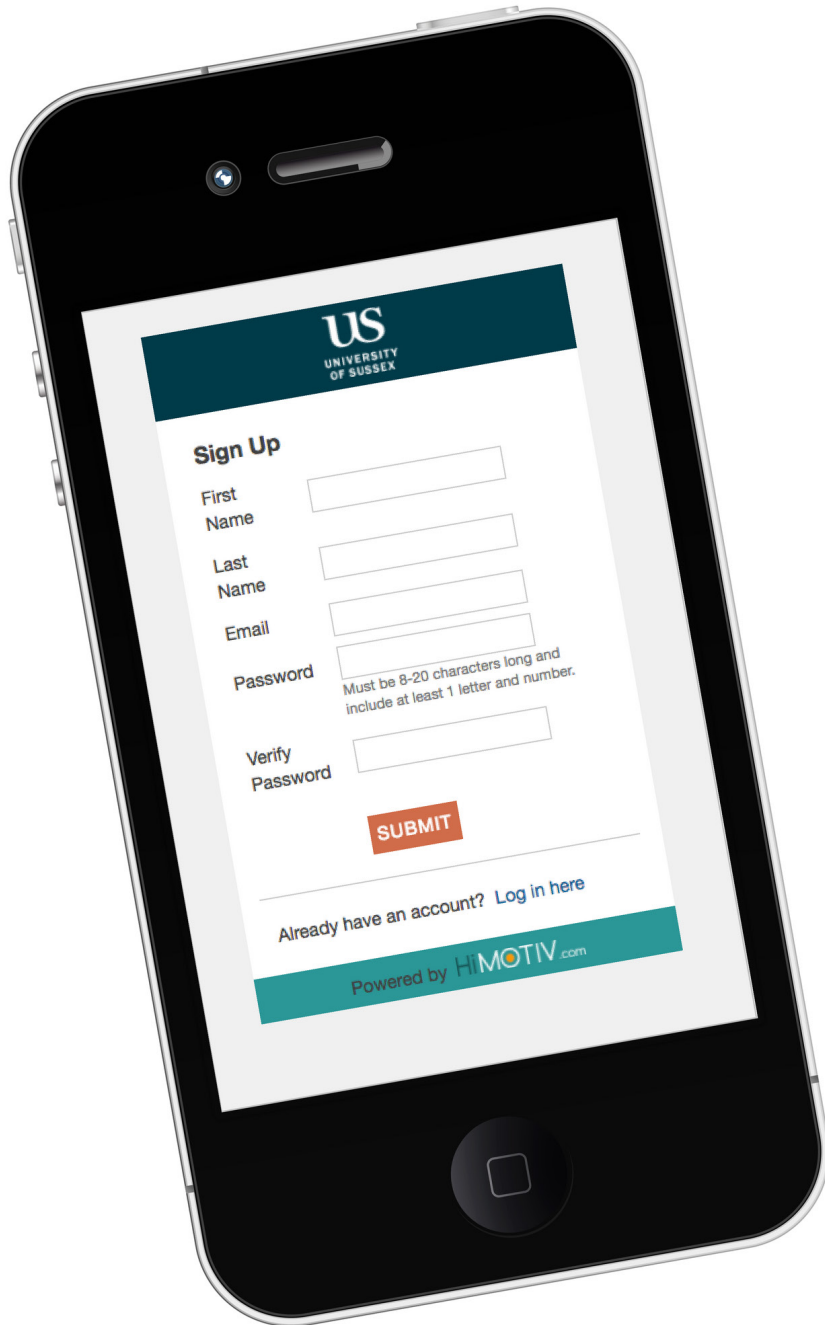 US
UNIVERSITY
OF SUSSEX
Sign Up
First
Name
Last
Name
Email
Password
Must be 8-20 characters long and
include at least 1 letter and number.
Verify
Password
SUBMIT
Already have an account? Log in here
Powered by HiMOTIV.com